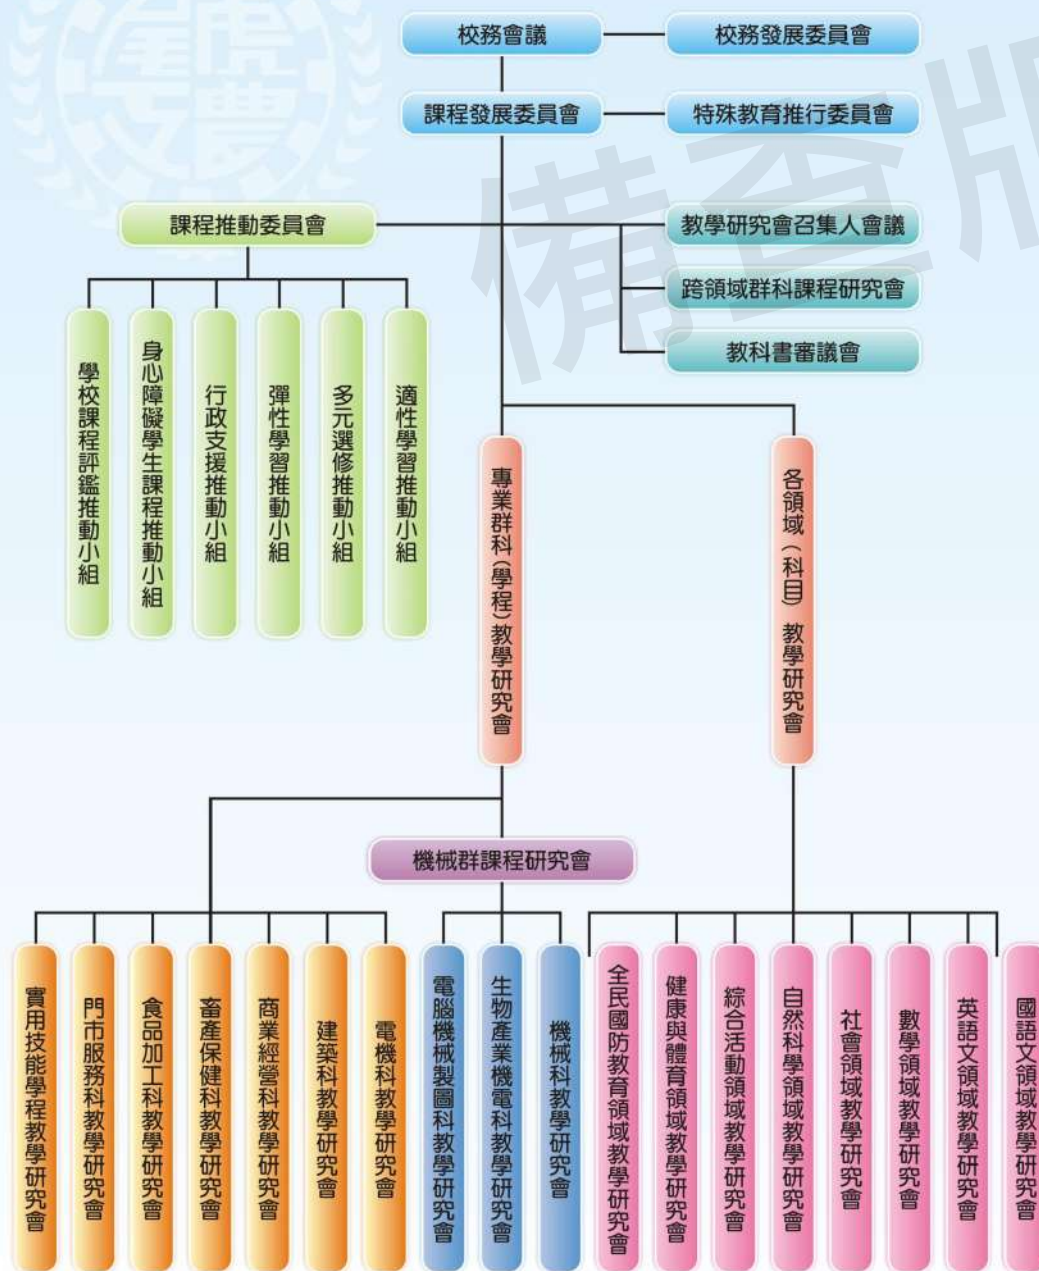 校務會議
校務發展委員會
課程發展委員會
特殊教育推行委員會
課程推動委員會
教學研究會召集人會議
跨領域群科課程研究會
教科書審議會
學校課程評鑑推動小組
身心障礙學生課程推動小組
行政支援推動小組
彈性學習推動小組
多元選修推動小組
適性學習推動小組
專業群科(學程)教學研究會
各領域(科目)教學研究會
機械群課程研究會
實用技能學程教學研究會
門市服務科教學研究會
食品加工科教學研究會
畜產保健科教學研究會
商業經營科教學研究會
建築科教學研究會
電機科教學研究會
電腦機械製圖科教學研究會
生物產業機電科教學研究會
機械科教學研究會
全民國防教育領域教學研究會
健康與體育領域教學研究會
綜合活動領域教學研究會
自然科學領域教學研究會
社會領域教學研究會
數學領域教學研究會
英語文領域教學研究會
國語文領域教學研究會
備查版